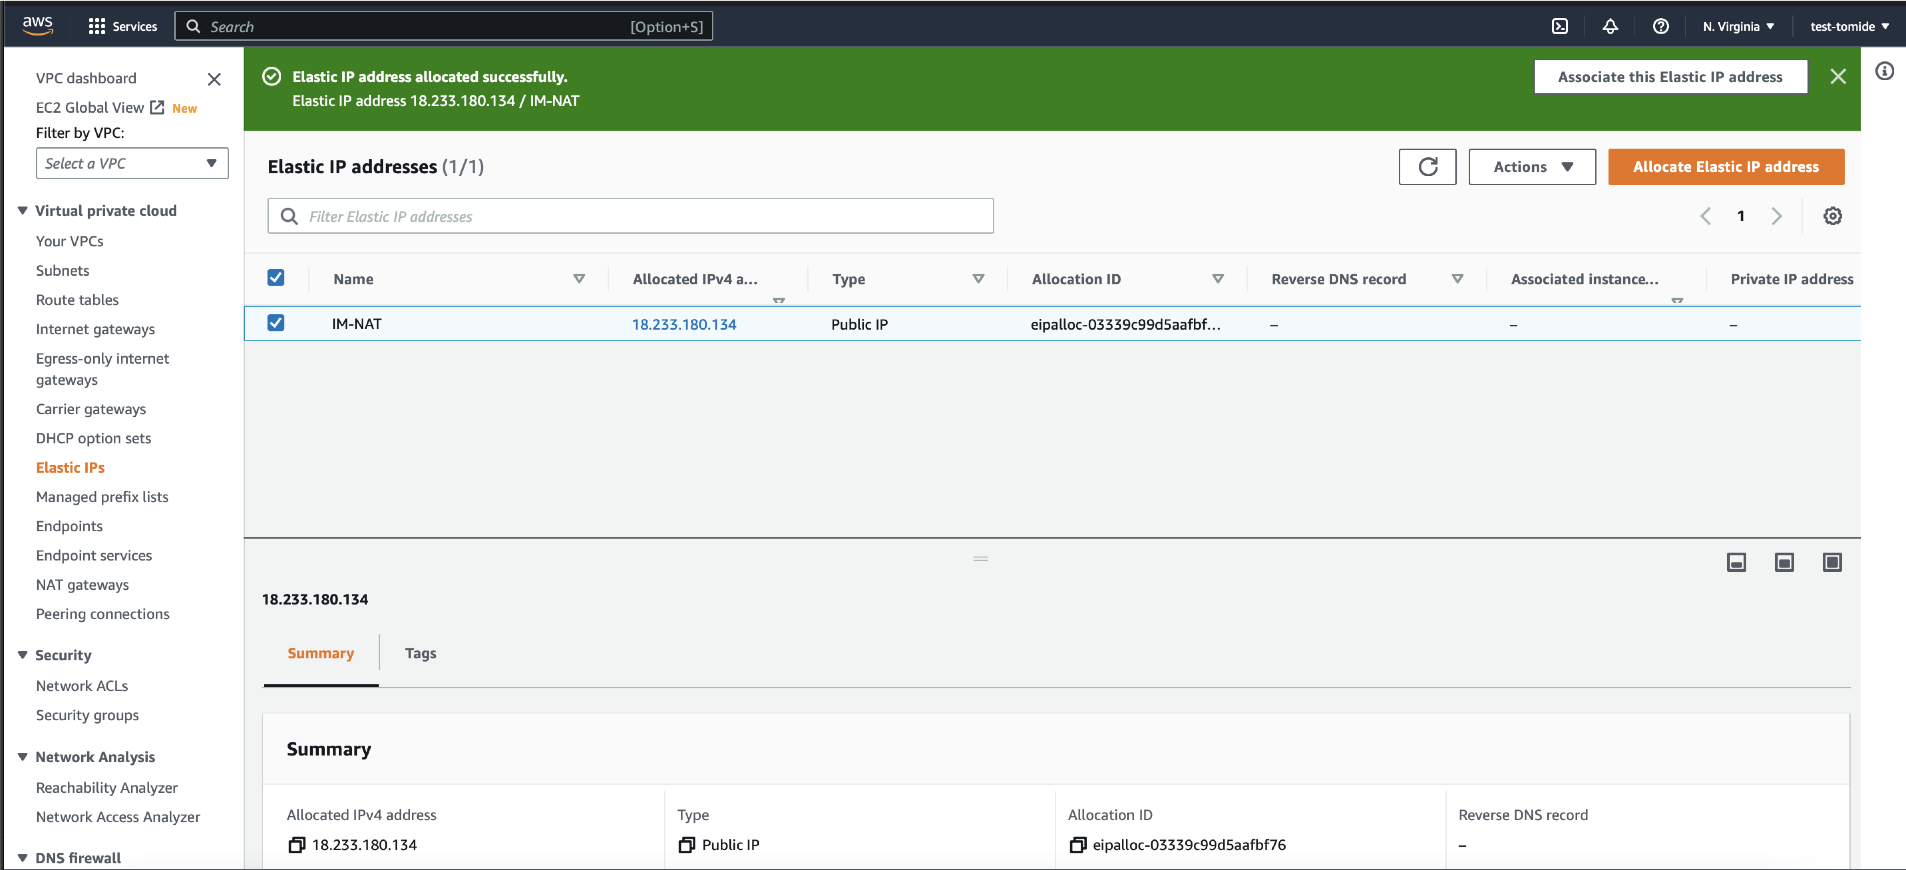 aws
Services
Search
[Option+S]
N. Virginia
test-tomide
VPC dashboard
EC2 Global View New
Filter by VPC:
Select a VPC
Virtual private cloud
Your VPCs
Subnets
Route tables
Internet gateways
Egress-only internet
gateways
Carrier gateways
DHCP option sets
Elastic IPs
Managed prefix lists
Endpoints
Endpoint services
NAT gateways
Peering connections
Security
Network ACLs
Security groups
Network Analysis
Reachability Analyzer
Network Access Analyzer
DNS firewall
Elastic IP address allocated successfully.
Elastic IP address 18.233.180.134 / IM-NAT
Associate this Elastic IP address
Elastic IP addresses (1/1)
Actions
Allocate Elastic IP address
Filter Elastic IP addresses
1
Name Allocated IPv4 a... Type Allocation ID Reverse DNS record Associated instance... Private IP address
IM-NAT 18.233.180.134 Public IP eipalloc-03339c99d5aafbf... – – –
18.233.180.134
Summary Tags
Summary
Allocated IPv4 address Type Allocation ID Reverse DNS record
18.233.180.134 Public IP eipalloc-03339c99d5aafbf76 –